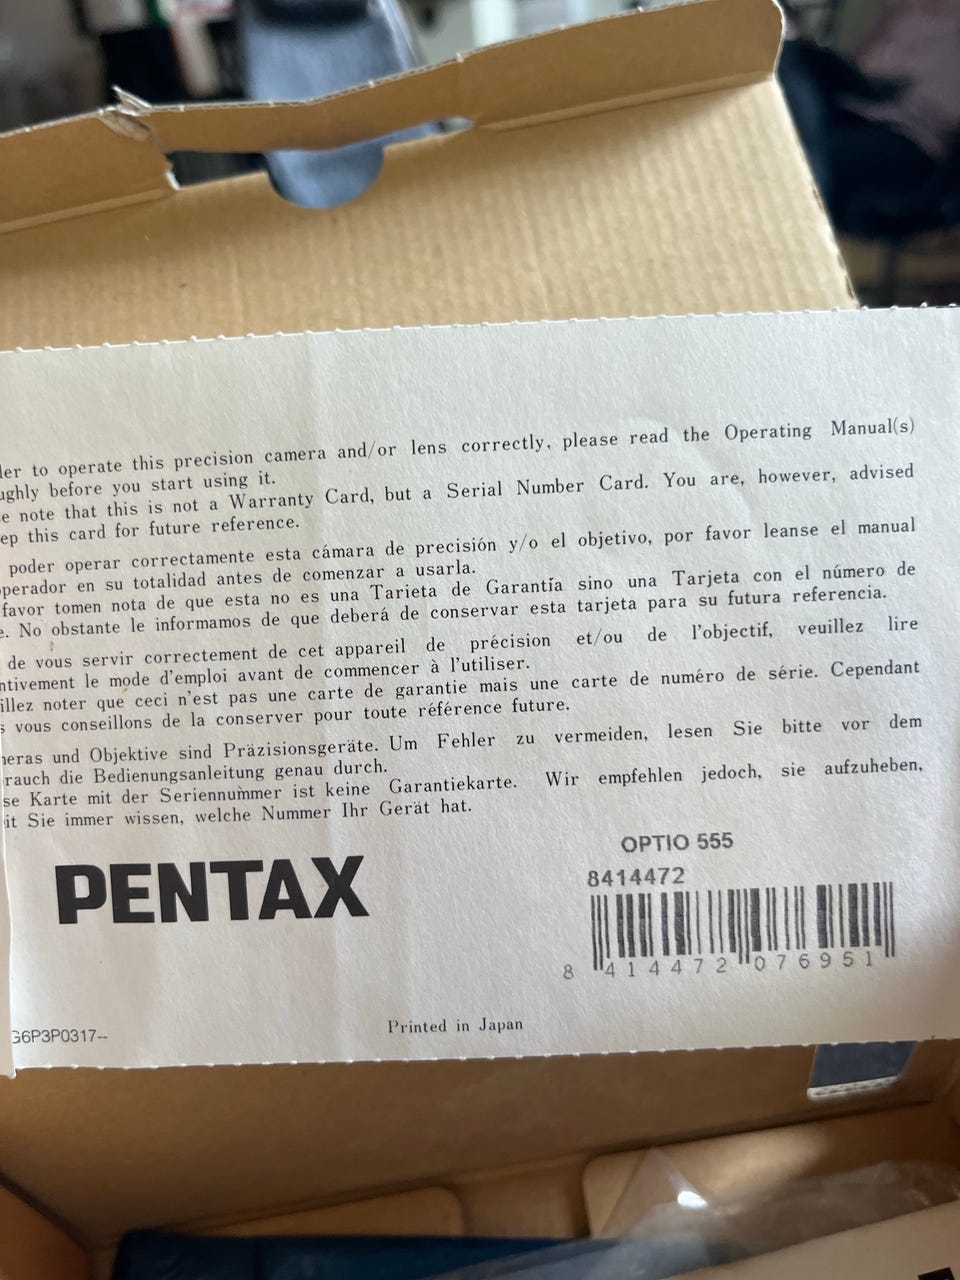 to operate this precision camera and/or lens correctly, please read the Operating Manual(s)
before you start using it.
note that this is not a Warranty Card, but a Serial Number Card. You are, however, advised
this card for future reference.
poder operar correctamente esta cámara de precisión y/o el objetivo, por favor leanse el manual
en su totalidad antes de comenzar a usarla.
favor tomen nota de que esta no es una Tarieta de Garantía sino una Tarjeta con el número de
No obstante le informamos de que deberá de conservar esta tarjeta para su futura referencia.
de vous servir correctement de cet appareil de précision et/ou de l'objectif, veuillez lire
le mode d'emploi avant de commencer à l'utiliser.
noter que ceci n'est pas une carte de garantie mais une carte de numéro de série. Cependant
vous conseillons de la conserver pour toute référence future.
und Objektive sind Präzisionsgeräte. Um Fehler zu vermeiden, lesen Sie bitte vor dem
die Bedienungsanleitung genau durch.
Karte mit der Seriennummer ist keine Garantiekarte. Wir empfehlen jedoch, sie aufzuheben,
Sie immer wissen, welche Nummer Ihr Gerät hat.
OPTIO 555
8414472
PENTAX
8 414472 076951
Printed in Japan
G6P3P0317--